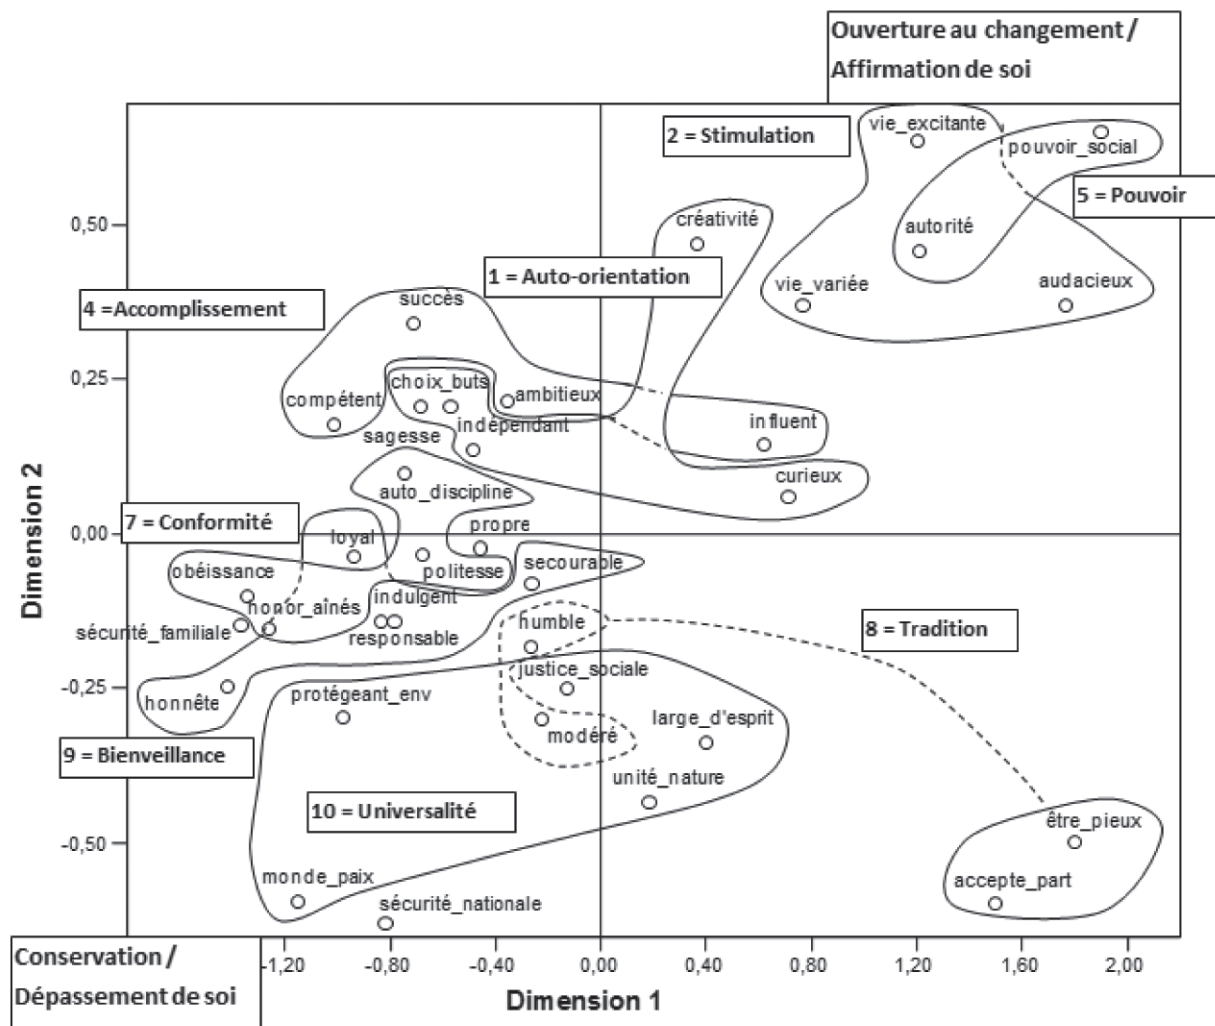 Ouverture au changement /
Affirmation de soi
2 = Stimulation
vie_excitante
pouvoir_social
5 = Pouvoir
0,50
créativité
autorité
1 = Auto-orientation
vie_variée
audacieux
4 =Accomplissement
succès
0,25
choix_buts
compétent
ambitieux
influent
indépendant
sagesse
curieux
auto_discipline
7 = Conformité
propre
0,00
loyal
politesse
secourable
obéissance
indulgent
honor_aînés
humble
sécurité_familiale
responsable
8 = Tradition
justice_sociale
-0,25
honnête
protégeant_env
large_d'esprit
modéré
9 = Bienveillance
unité_nature
10 = Universalité
-0,50
être_pieux
monde_paix
accepte_part
sécurité_nationale
Dimension 2
Conservation /
Dépassement de soi
-1,20
-0,80
-0,40
0,00
0,40
0,80
1,20
1,60
2,00
Dimension 1